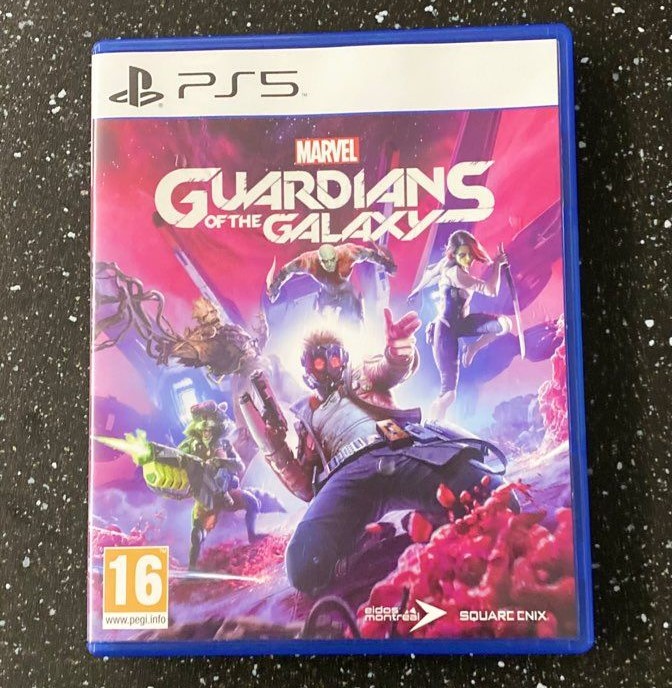 PS5
MARVEL
GUARDIANS
OF THE GALAXY
16
www.pegi.info
eidos
montréal
SQUARE ENIX